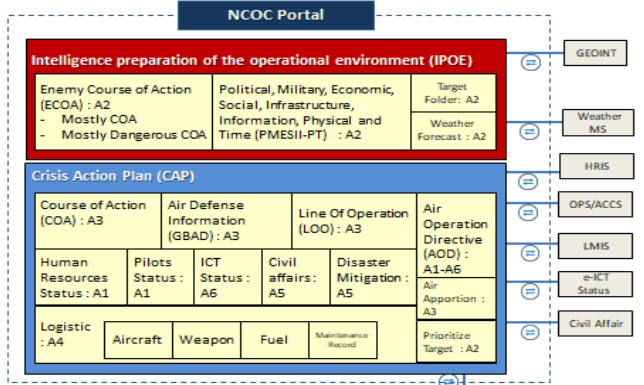 NCOC Portal
Intelligence preparation of the operational environment (IPOE)
Enemy Course of Action
(ECOA) : A2
- Mostly COA
- Mostly Dangerous COA
Political, Military, Economic,
Social, Infrastructure,
Information, Physical and
Time (PMESII-PT) : A2
Target
Folder: A2
Weather
Forecast : A2
Crisis Action Plan (CAP)
Course of Action
(COA) : A3
Air Defense
Information
(GBAD) : A3
Line Of Operation
(LOO) : A3
Air
Operation
Directive
(AOD) :
A1-A6
Human
Resources
Status : A1
Pilots
Status :
A1
ICT
Status :
A6
Civil
affairs :
A5
Disaster
Mitigation :
A5
Air
Apportion :
A3
Logistic
: A4
Aircraft
Weapon
Fuel
Maintenance
Record
Prioritize
Target : A2
GEOINT
Weather
MS
HRIS
OPS/ACCS
LMIS
e-ICT
Status
Civil Affair